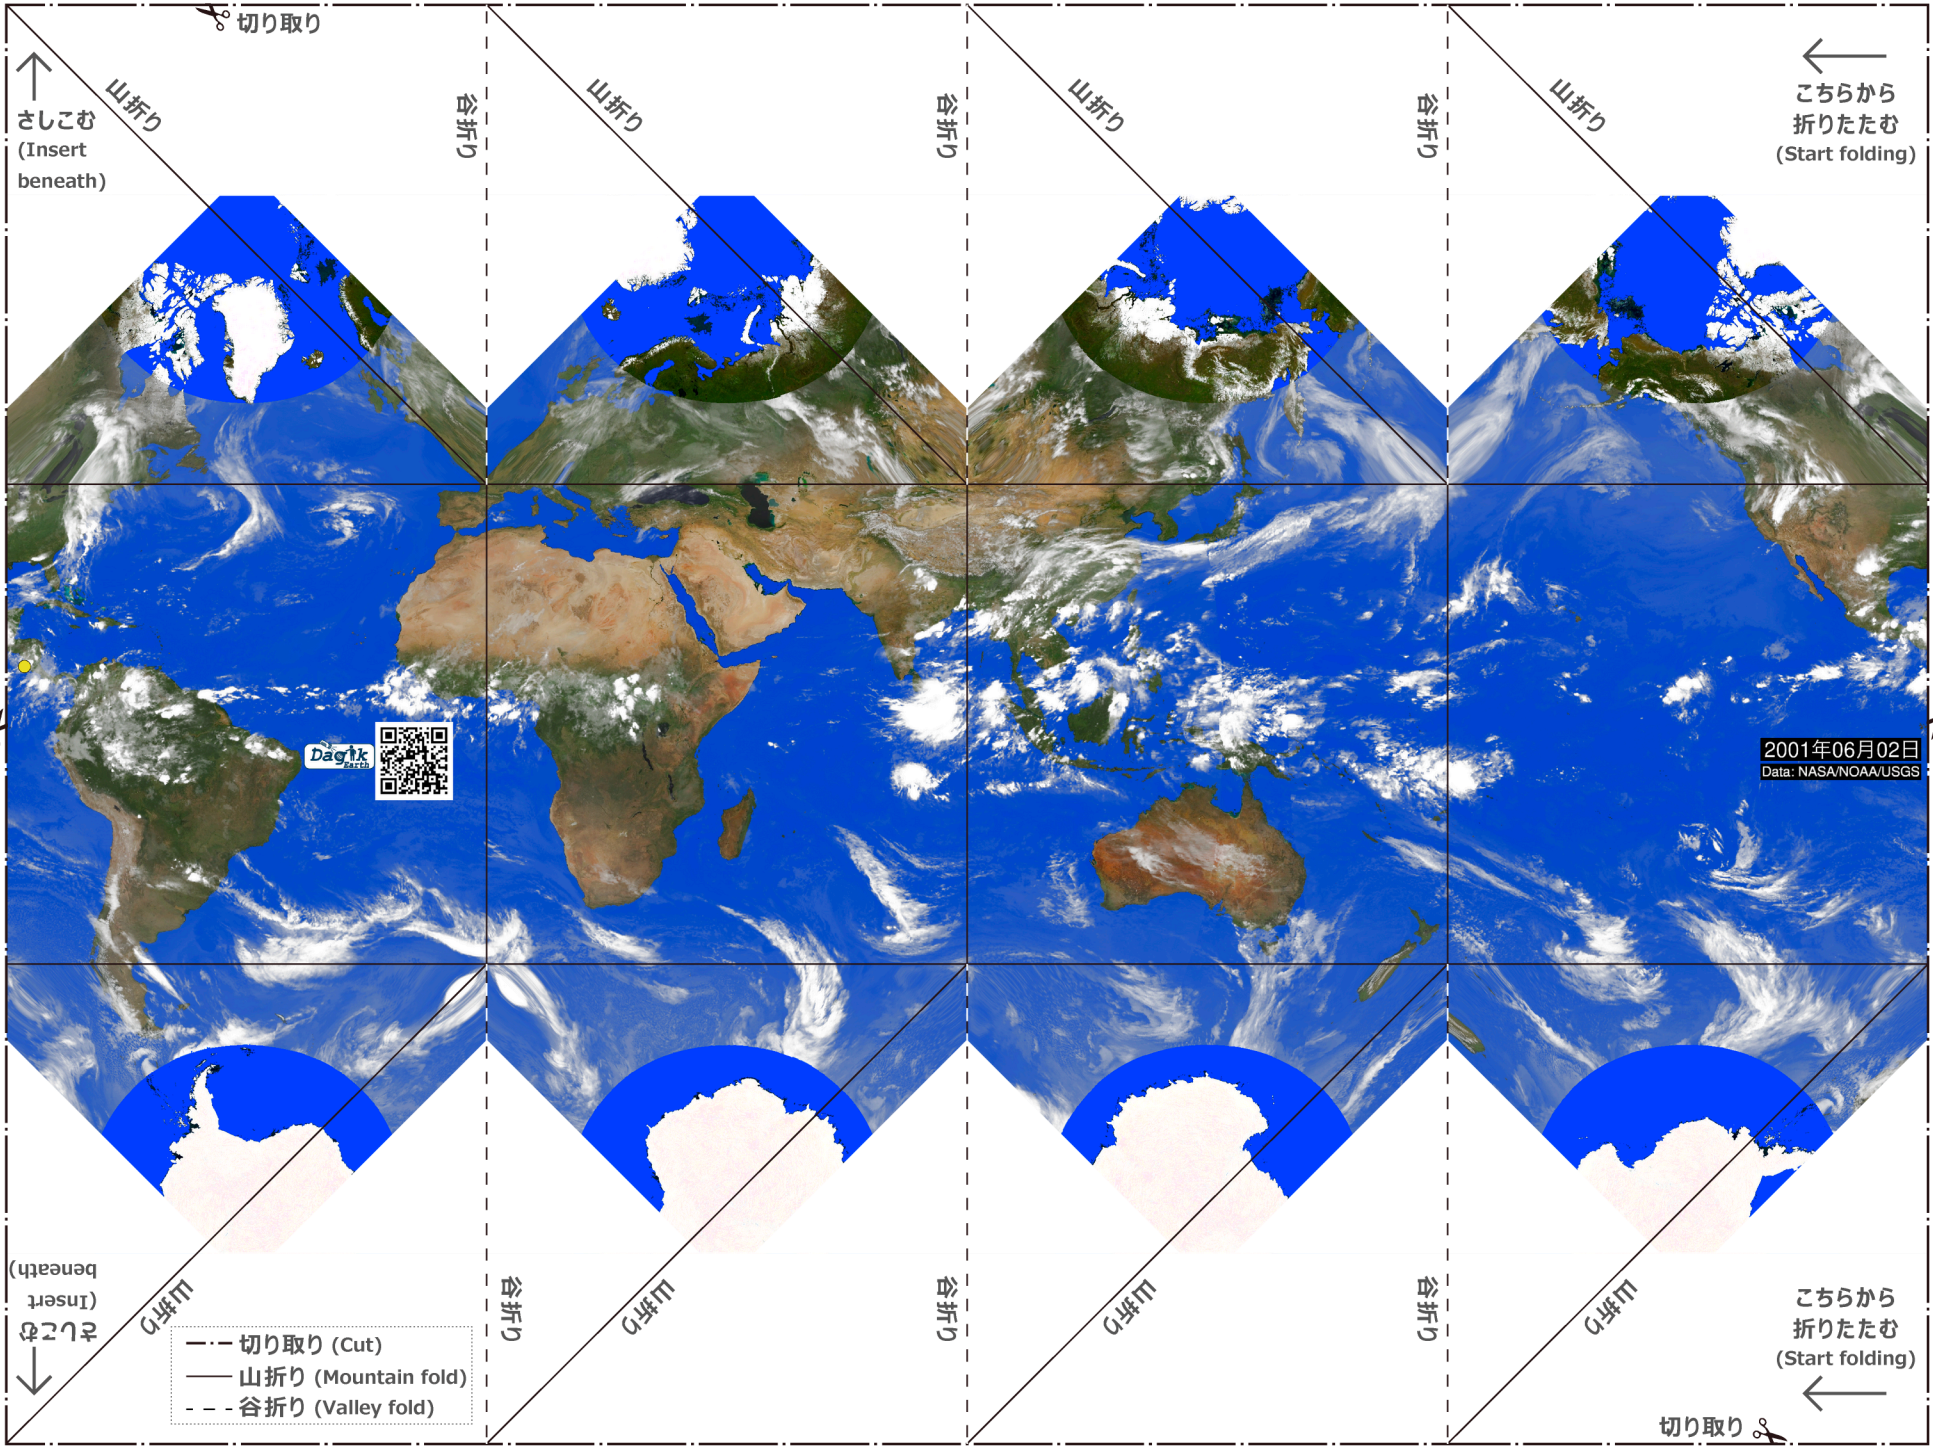 切り取り
山折り
谷折り
山折り
谷折り
山折り
谷折り
山折り
さしこむ
(Insert
beneath)
こちらから
折りたたむ
(Start folding)
Dagik
Earth
2001年06月02日
Data: NASA/NOAA/USGS
さしこむ
(Insert
beneath)
山折り
谷折り
山折り
谷折り
山折り
谷折り
山折り
こちらから
折りたたむ
(Start folding)
切り取り (Cut)
山折り (Mountain fold)
谷折り (Valley fold)
切り取り